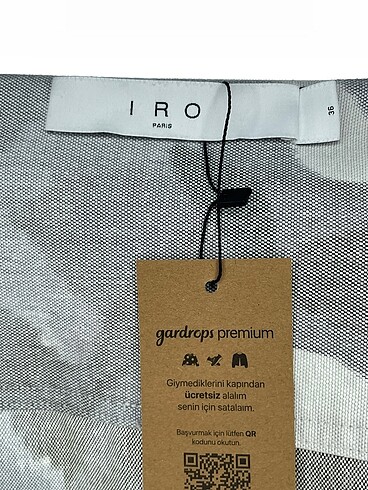 IRO
PARIS
36
gardrops premium
Giymediklerini kapından
ücretsiz alalım
senin için satalım.
Başvurmak için lütfen QR
kodunu okutun.